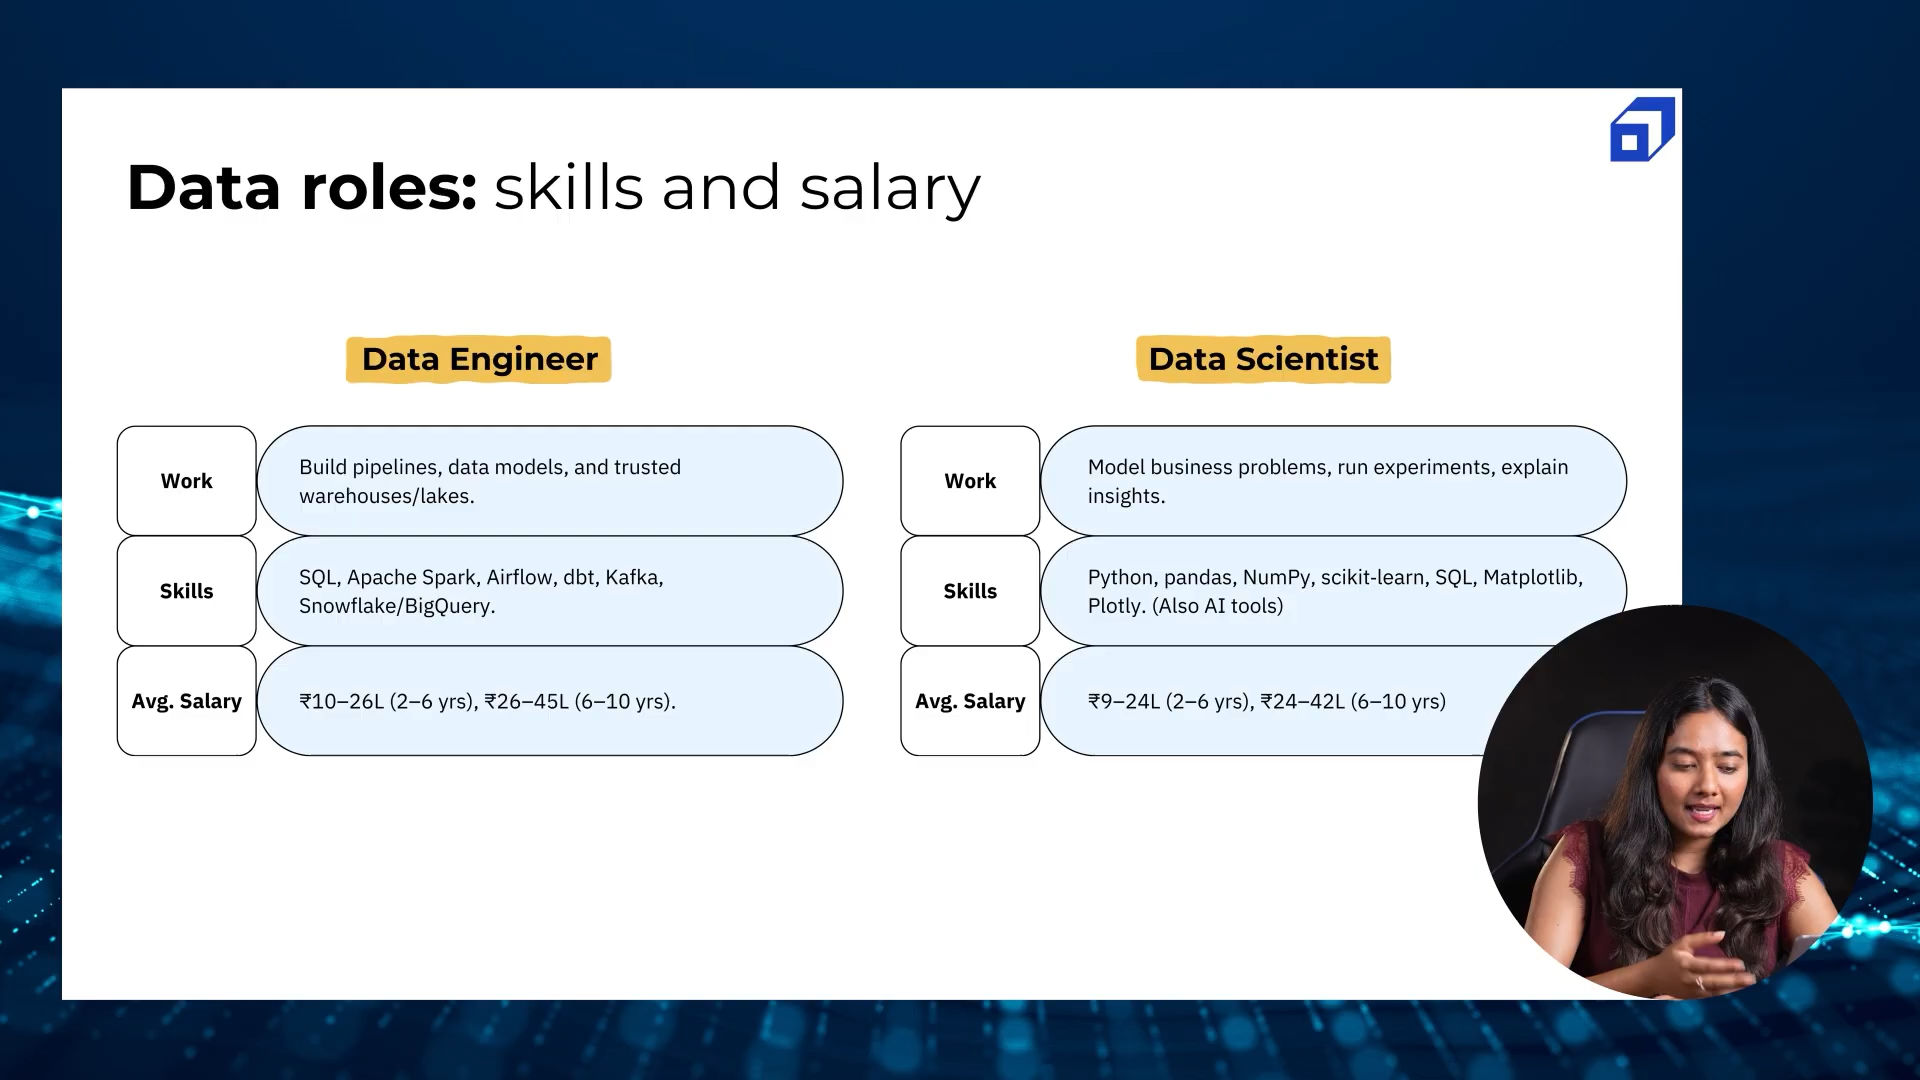 Data roles: skills and salary
Data Engineer
Work
Build pipelines, data models, and trusted
warehouses/lakes.
Skills
SQL, Apache Spark, Airflow, dbt, Kafka,
Snowflake/BigQuery.
Avg. Salary
₹10–26L (2–6 yrs), ₹26–45L (6–10 yrs).
Data Scientist
Work
Model business problems, run experiments, explain
insights.
Skills
Python, pandas, NumPy, scikit-learn, SQL, Matplotlib,
Plotly. (Also AI tools)
Avg. Salary
₹9–24L (2–6 yrs), ₹24–42L (6–10 yrs)